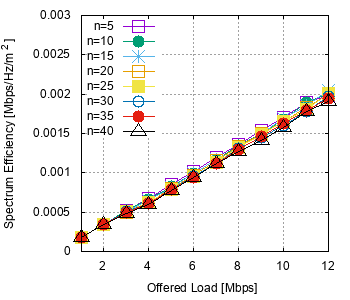 0.003
0.0025
0.002
0.0015
0.001
0.0005
0
Spectrum Efficiency [Mbps/Hz/m²]
n=5
n=10
n=15
n=20
n=25
n=30
n=35
n=40
2 4 6 8 10 12
Offered Load [Mbps]